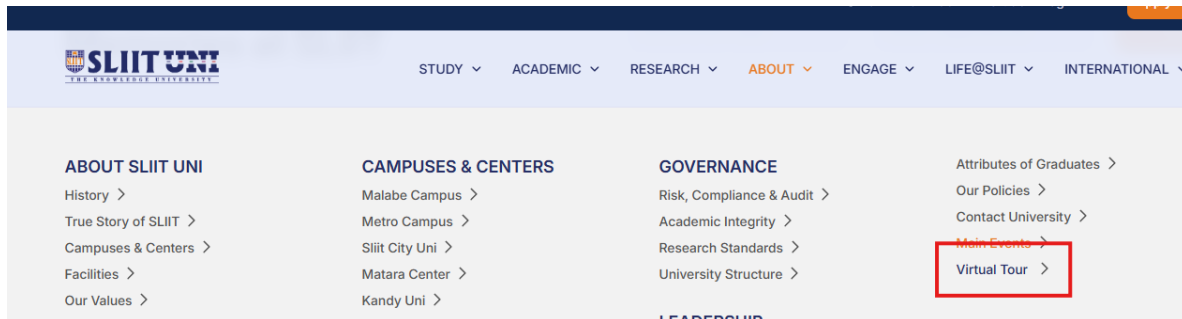 SLIIT UNI
THE KNOWLEDGE UNIVERSITY
STUDY ACADEMIC RESEARCH ABOUT ENGAGE LIFE@SLIIT INTERNATIONAL
ABOUT SLIIT UNI
History
True Story of SLIIT
Campuses & Centers
Facilities
Our Values
CAMPUSES & CENTERS
Malabe Campus
Metro Campus
Sliit City Uni
Matara Center
Kandy Uni
GOVERNANCE
Risk, Compliance & Audit
Academic Integrity
Research Standards
University Structure
LEADERSHIP
Attributes of Graduates
Our Policies
Contact University
Main Events
Virtual Tour